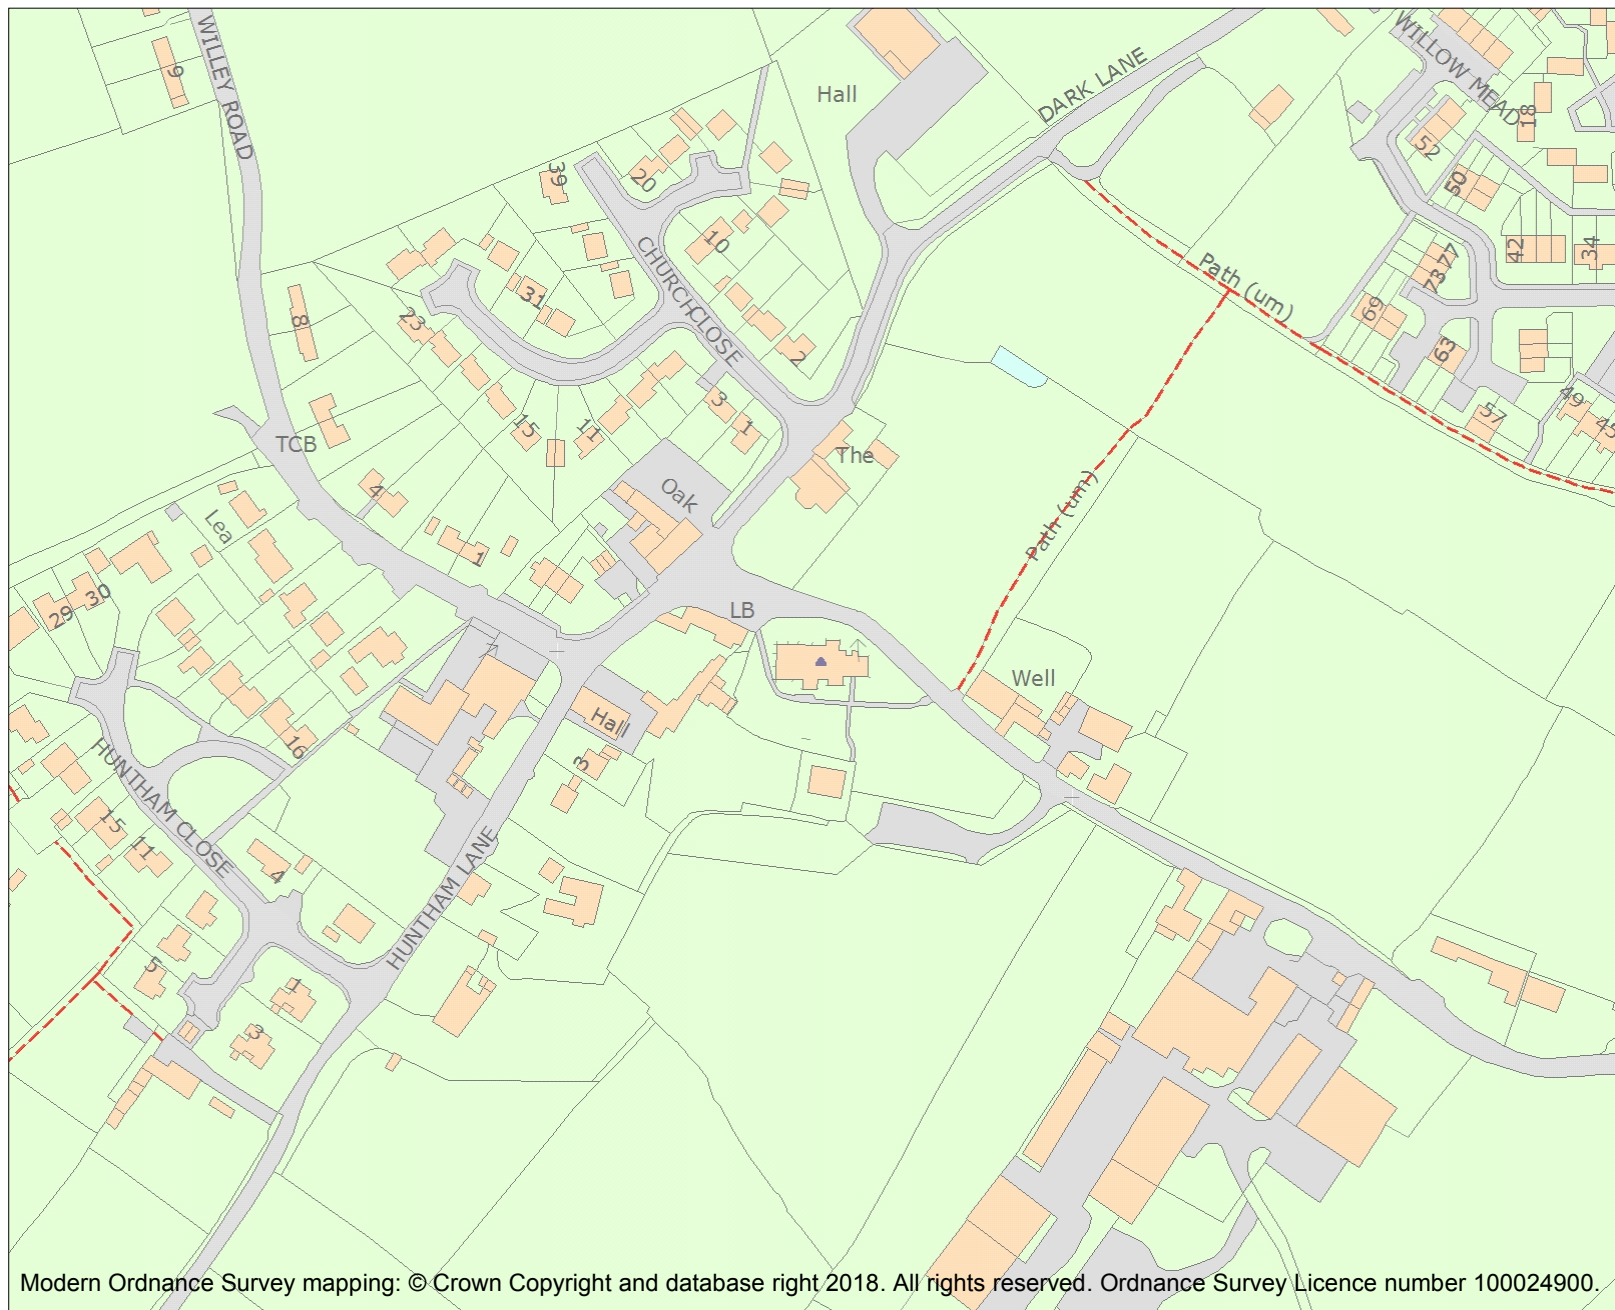 WILLEY ROAD
9
Hall
DARK LANE
WILLOW MEAD
18
52
39
20
50
10
CHURCH CLOSE
42
34
77
73
Path (um)
31
8
23
69
2
63
3
1
15
11
57
49
45
TCB
The
Oak
4
Lea
1
Path (um)
29
30
LB
7
Well
Hall
16
3
HUNTHAM CLOSE
15
11
4
HUNTHAM LANE
5
1
3
Modern Ordnance Survey mapping: © Crown Copyright and database right 2018. All rights reserved. Ordnance Survey Licence number 100024900.